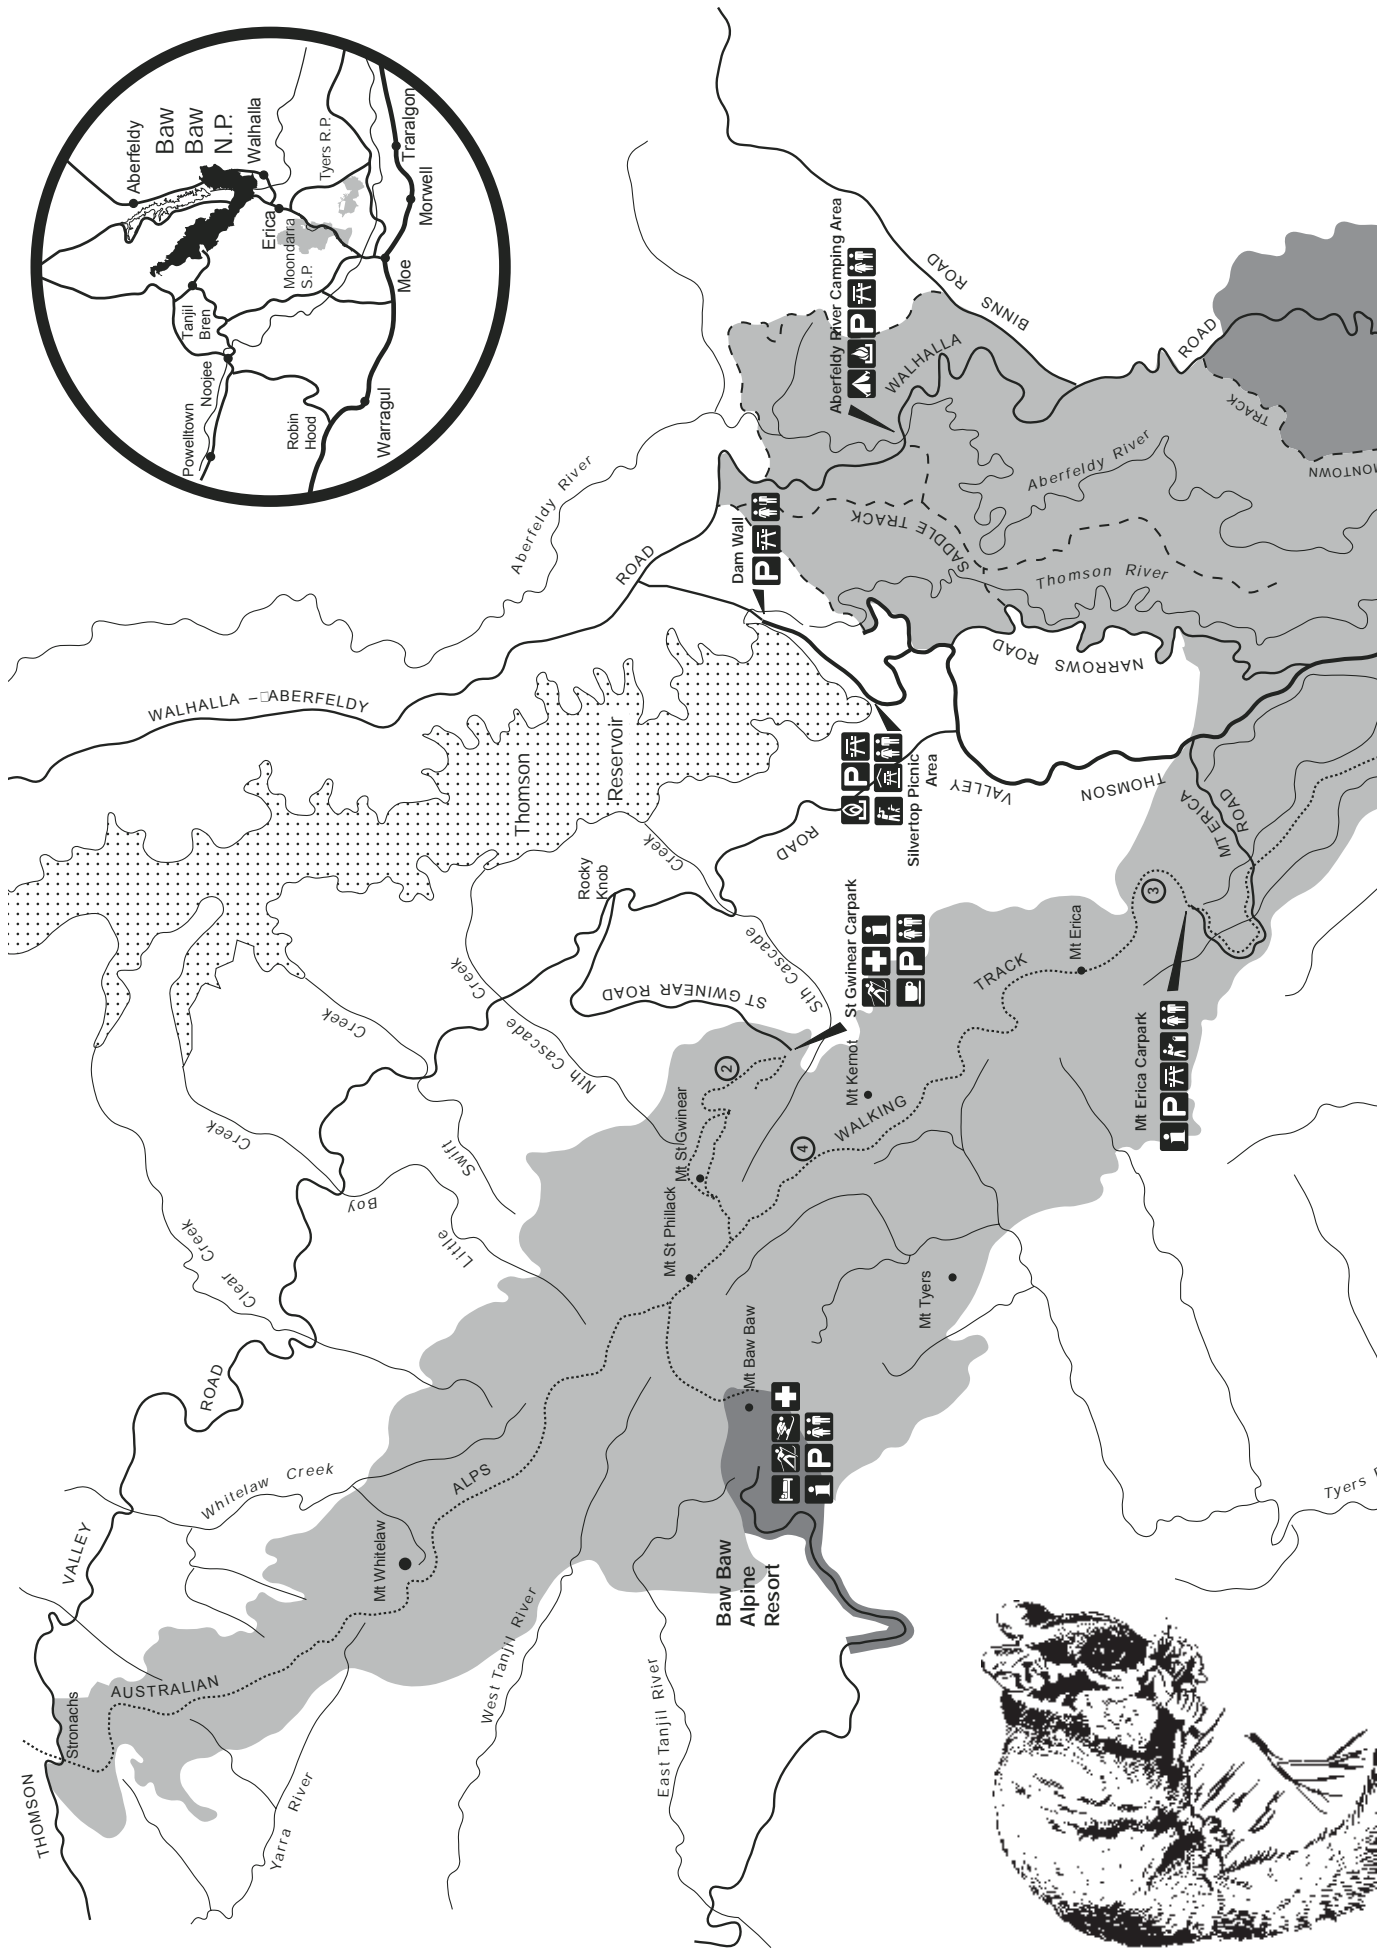 Aberfeldy
Baw
Baw
N.P.
Walhalla
Tyers R.P.
Traralgon
Morwell
Erica
Moondarra
S.P.
Moe
Tanjil
Bren
Noojee
Powelltown
Robin
Hood
Warragul
Aberfeldy River
WALHALLA – ABERFELDY
ROAD
Thomson
Reservoir
Dam Wall
P
Aberfeldy River Camping Area
P
WALHALLA
ROAD
BINNS
ROAD
TRACK
MONTOWN
Aberfeldy River
SADDLE TRACK
Thomson River
NARROWS ROAD
Silvertop Picnic
Area
P
THOMSON
VALLEY
ROAD
MT ERICA
ROAD
Rocky
Knob
Creek
Sth Cascade
ST GWINEAR ROAD
St Gwinear Carpark
i
P
Creek
Nth Cascade
Creek
Swift
Creek
Boy
Little
Clear Creek
Mt Erica
3
Mt Erica Carpark
i P
TRACK
WALKING
4
2
Mt Kernot
Mt St Gwinear
Mt St Phillack
Mt Tyers
Mt Baw Baw
i P
Baw Baw
Alpine
Resort
ROAD
VALLEY
THOMSON
Whitelaw Creek
ALPS
Mt Whitelaw
AUSTRALIAN
Stronachs
Yarra River
West Tanjil River
East Tanjil River
Tyers